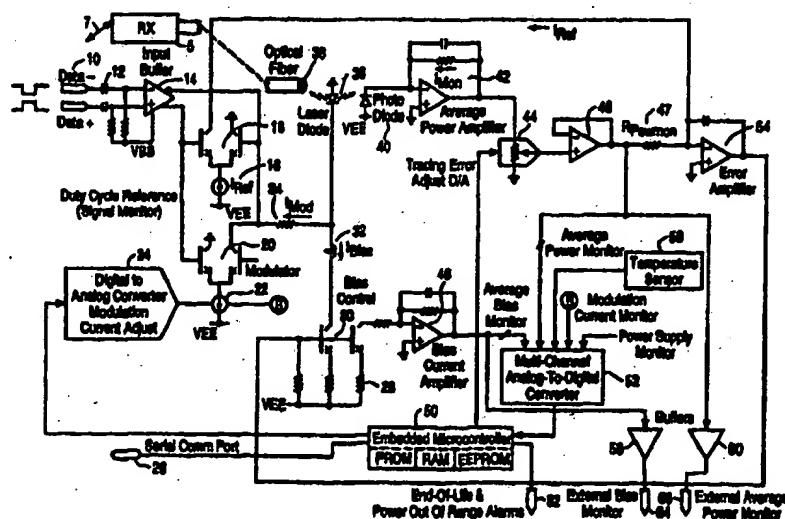 7
RX
5
Input
Buffer
10
12
14
Data-
Data+
VBB
18
16
IRef
VEE
Optical
Fiber
38
36
Laser
Diode
Photo
Diode
40
VEE
IMon
42
Average
Power Amplifier
IRef
44
Tracing Error
Adjust D/A
46
47
RPowmon
54
Error
Amplifier
Duty Cycle Reference
(Signal Monitor)
34
IMod
32
IBias
24
Digital to
Analog Converter
Modulation
Current Adjust
20
Modulator
22
VEE
Bias
Control
30
48
Bias
Current
Amplifier
28
VEE
Average
Bias
Monitor
Average
Power Monitor
58
Temperature
Sensor
Modulation
Current Monitor
Power Supply
Monitor
Multi-Channel
Analog-To-Digital
Converter
52
Buffers
50
Embedded Microcontroller
PROM
RAM
EEPROM
Serial Comm Port
26
60
End-Of-Life &
Power Out Of Range Alarms
62
External Bias
Monitor
64
66
External Average
Power Monitor